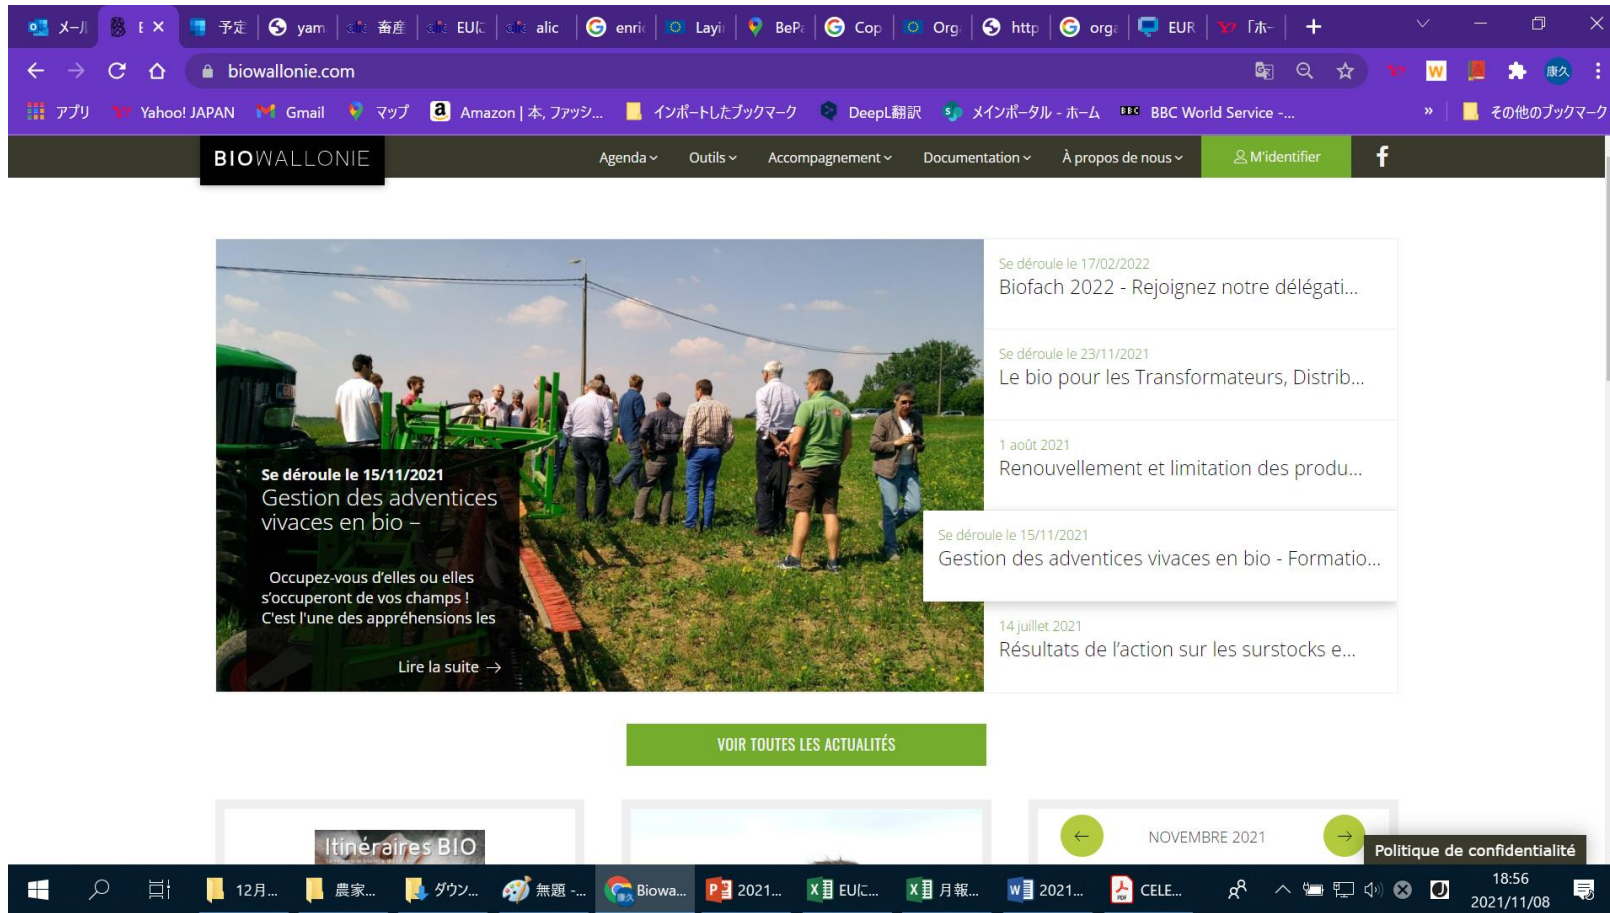 メール
E
予定
yam
畜産
EUに
alic
enri
Layi
BePa
Cop
Org
http
orga
EUR
「ホー
biowallonie.com
康久
アプリ
Yahoo! JAPAN
Gmail
マップ
Amazon | 本, ファッシ...
インポートしたブックマーク
DeepL翻訳
メインポータル - ホーム
BBC World Service -...
»
その他のブックマーク
BIOWALLONIE
Agenda
Outils
Accompagnement
Documentation
À propos de nous
M'identifier
Se déroule le 17/02/2022
Biofach 2022 - Rejoignez notre délégati...
Se déroule le 23/11/2021
Le bio pour les Transformateurs, Distrib...
1 août 2021
Renouvellement et limitation des produ...
Se déroule le 15/11/2021
Gestion des adventices vivaces en bio - Formatio...
14 juillet 2021
Résultats de l'action sur les surstocks e...
Se déroule le 15/11/2021
Gestion des adventices
vivaces en bio –
Occupez-vous d'elles ou elles
s'occuperont de vos champs !
C'est l'une des appréhensions les
Lire la suite →
VOIR TOUTES LES ACTUALITÉS
Itinéraires BIO
NOVEMBRE 2021
Politique de confidentialité
12月...
農家...
ダウン...
無題 -...
Biowa...
2021...
EUに...
月報...
2021...
CELE...
18:56
2021/11/08